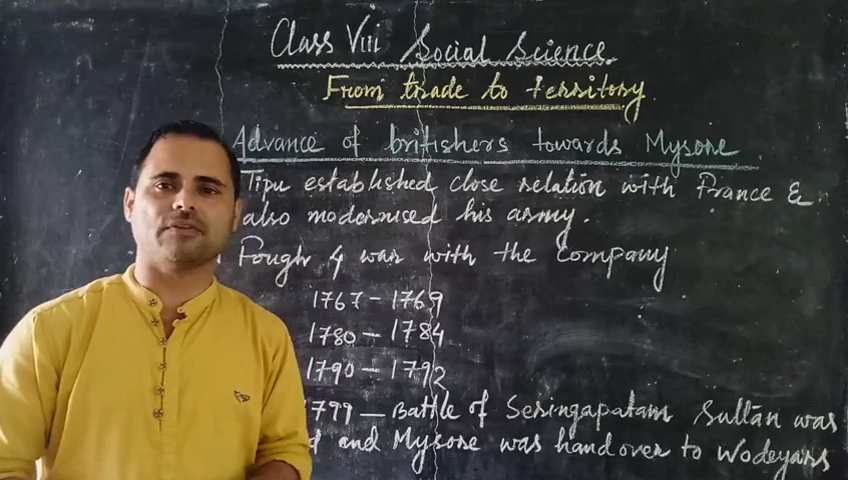 Class VIII Social Science
From trade to territory
Advance of britishers towards Mysore
Tipu established close relation with France &
also modernised his army.
Fough 4 war with the Company
1767 - 1769
1780 - 1784
1790 - 1792
1799 - Battle of Seringapatam Sultan was
and Mysore was handover to Wodeyars